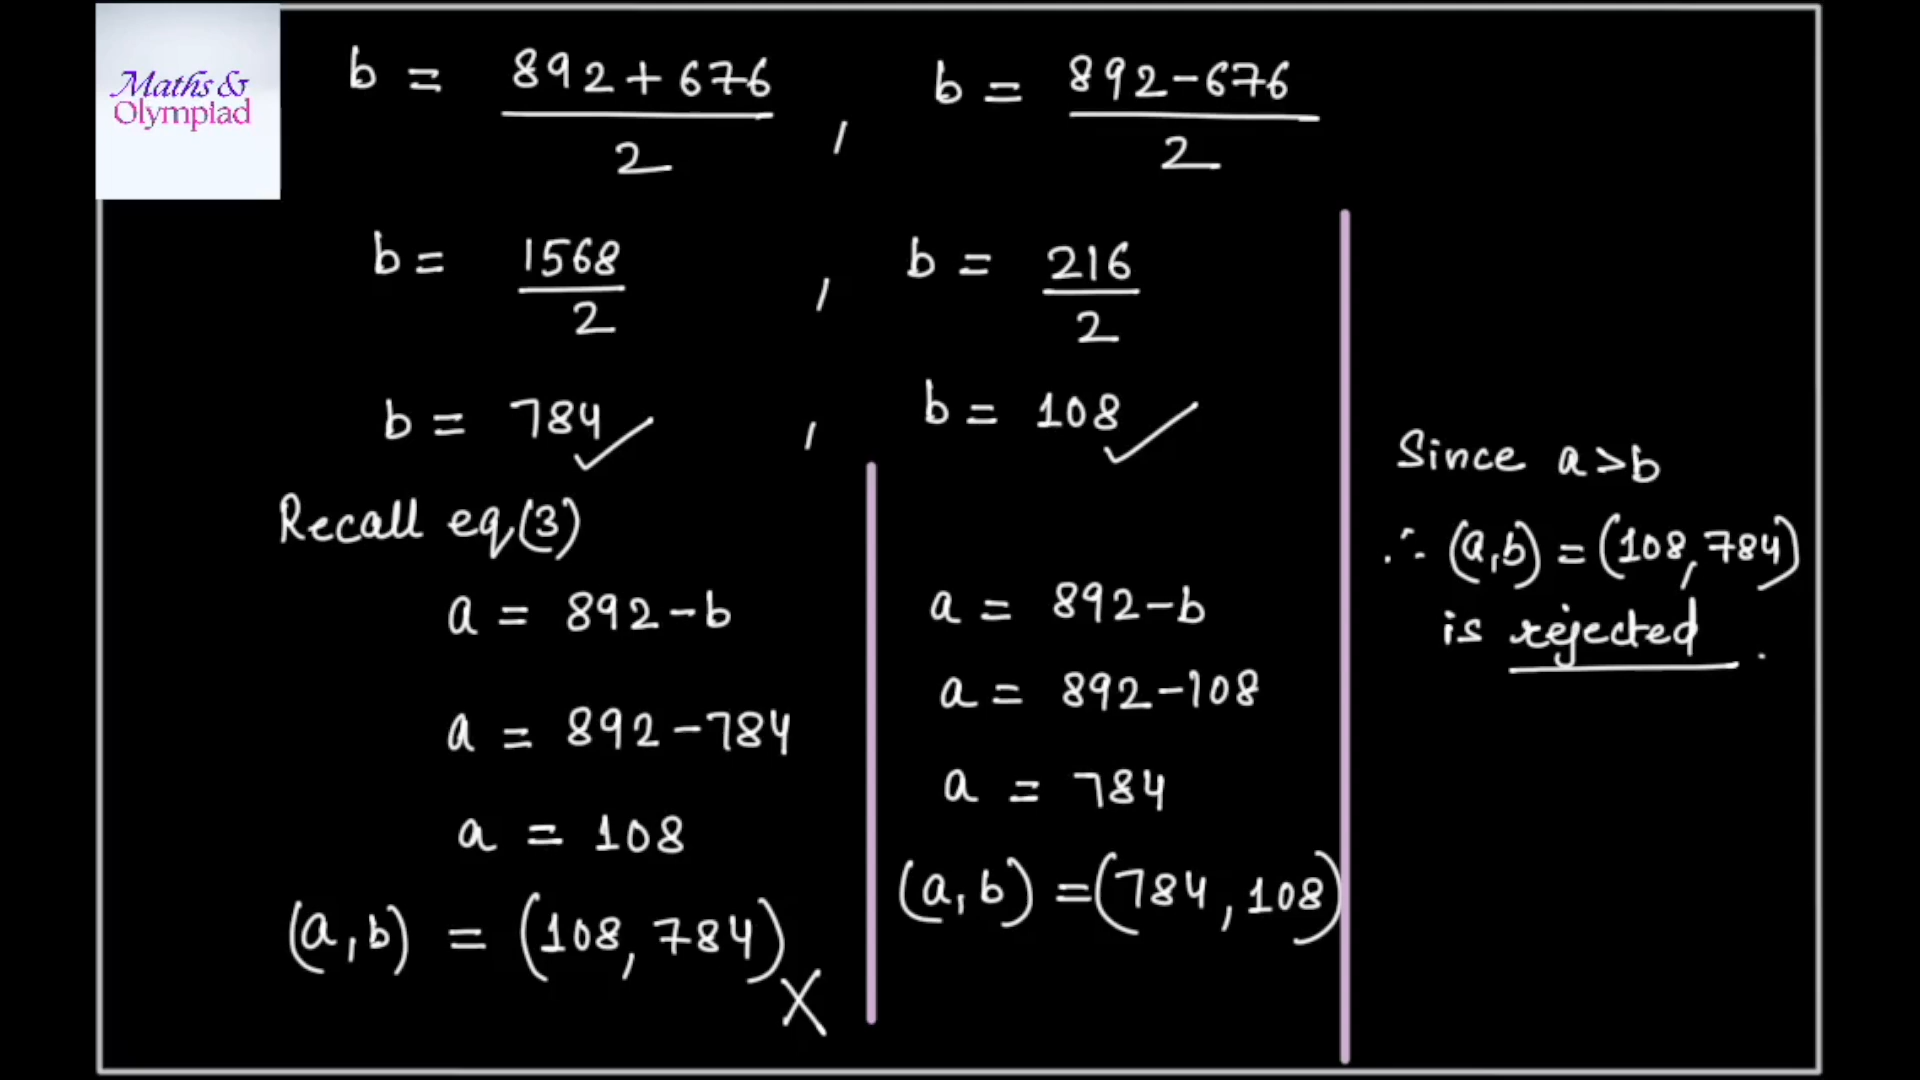 Maths &
Olympiad
b = 892+676 / 2 , b = 892-676 / 2
b = 1568 / 2 , b = 216 / 2
b = 784 ✓ , b = 108 ✓
Recall eq(3)
a = 892-b
a = 892-784
a = 108
(a,b) = (108, 784) X
a = 892-b
a = 892-108
a = 784
(a,b) = (784, 108)
Since a>b
∴ (a,b) = (108, 784)
is rejected.